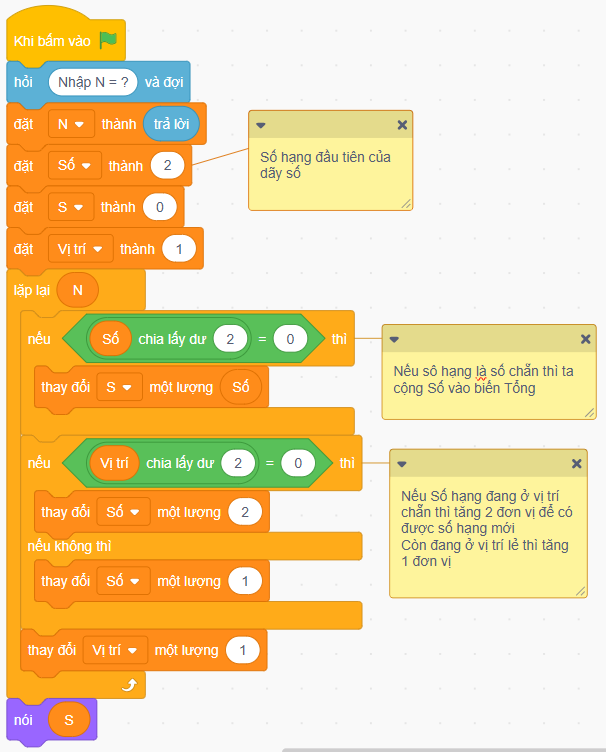 Khi bấm vào
hỏi Nhập N = ? và đợi
đặt N thành trả lời
đặt Số thành 2
Số hạng đầu tiên của
dãy số
đặt S thành 0
đặt Vị trí thành 1
lặp lại N
nếu Số chia lấy dư 2 = 0 thì
Nếu sô hạng là số chẵn thì ta
cộng Số vào biến Tổng
thay đổi S một lượng Số
nếu Vị trí chia lấy dư 2 = 0 thì
Nếu Số hạng đang ở vị trí
chẵn thì tăng 2 đơn vị để có
được số hạng mới
Còn đang ở vị trí lẻ thì tăng
1 đơn vị
thay đổi Số một lượng 2
nếu không thì
thay đổi Số một lượng 1
thay đổi Vị trí một lượng 1
nói S